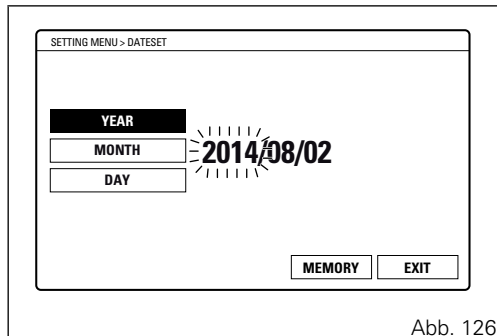 SETTING MENU > DATESET
YEAR
MONTH
2014/08/02
DAY
MEMORY EXIT
Abb. 126